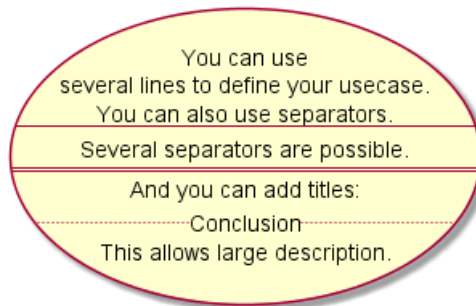 You can use
several lines to define your usecase.
You can also use separators.
Several separators are possible.
And you can add titles:
Conclusion
This allows large description.